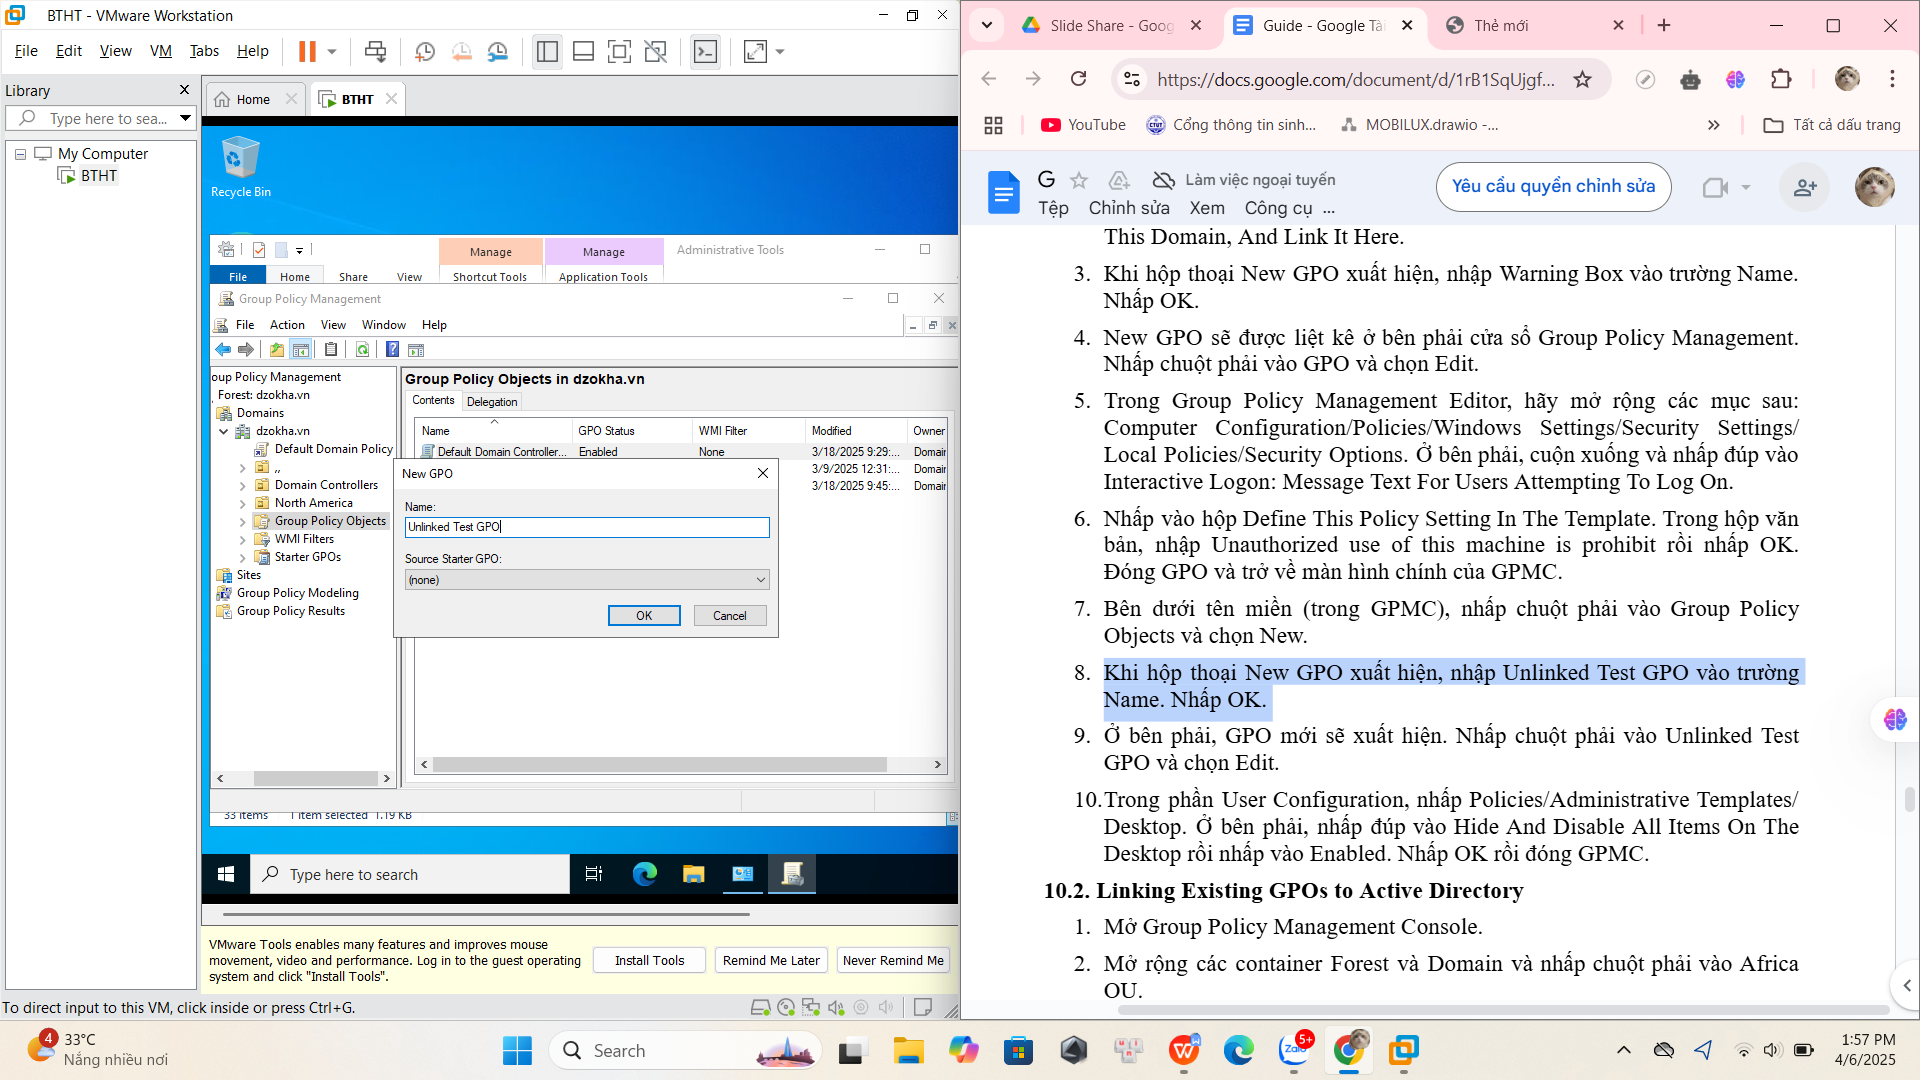 BTHT - VMware Workstation
File Edit View VM Tabs Help
Library
Type here to sea...
My Computer
BTHT
Home
BTHT
Recycle Bin
Manage
Manage
Administrative Tools
File Home Share View Shortcut Tools Application Tools
Group Policy Management
File Action View Window Help
oup Policy Management
Forest: dzokha.vn
Domains
dzokha.vn
Default Domain Policy
,,
Domain Controllers
North America
Group Policy Objects
WMI Filters
Starter GPOs
Sites
Group Policy Modeling
Group Policy Results
Group Policy Objects in dzokha.vn
Contents Delegation
Name GPO Status WMI Filter Modified Owner
Default Domain Controller... Enabled None 3/18/2025 9:29:... Domain
3/9/2025 12:31:... Domain
3/18/2025 9:45:... Domain
New GPO
Name:
Unlinked Test GPO
Source Starter GPO:
(none)
OK Cancel
33 items 1 item selected 1.19 KB
Type here to search
VMware Tools enables many features and improves mouse
movement, video and performance. Log in to the guest operating
system and click "Install Tools".
Install Tools Remind Me Later Never Remind Me
To direct input to this VM, click inside or press Ctrl+G.
Slide Share - Goog
Guide - Google Tài
Thẻ mới
https://docs.google.com/document/d/1rB1SqUjgf...
YouTube
Cổng thông tin sinh...
MOBILUX.drawio -...
Tất cả dấu trang
G
Làm việc ngoại tuyến
Tệp Chỉnh sửa Xem Công cụ ...
Yêu cầu quyền chỉnh sửa
This Domain, And Link It Here.
3. Khi hộp thoại New GPO xuất hiện, nhập Warning Box vào trường Name.
Nhấp OK.
4. New GPO sẽ được liệt kê ở bên phải cửa sổ Group Policy Management.
Nhấp chuột phải vào GPO và chọn Edit.
5. Trong Group Policy Management Editor, hãy mở rộng các mục sau:
Computer Configuration/Policies/Windows Settings/Security Settings/
Local Policies/Security Options. Ở bên phải, cuộn xuống và nhấp đúp vào
Interactive Logon: Message Text For Users Attempting To Log On.
6. Nhấp vào hộp Define This Policy Setting In The Template. Trong hộp văn
bản, nhập Unauthorized use of this machine is prohibit rồi nhấp OK.
Đóng GPO và trở về màn hình chính của GPMC.
7. Bên dưới tên miền (trong GPMC), nhấp chuột phải vào Group Policy
Objects và chọn New.
8. Khi hộp thoại New GPO xuất hiện, nhập Unlinked Test GPO vào trường
Name. Nhấp OK.
9. Ở bên phải, GPO mới sẽ xuất hiện. Nhấp chuột phải vào Unlinked Test
GPO và chọn Edit.
10.Trong phần User Configuration, nhấp Policies/Administrative Templates/
Desktop. Ở bên phải, nhấp đúp vào Hide And Disable All Items On The
Desktop rồi nhấp vào Enabled. Nhấp OK rồi đóng GPMC.
10.2. Linking Existing GPOs to Active Directory
1. Mở Group Policy Management Console.
2. Mở rộng các container Forest và Domain và nhấp chuột phải vào Africa
OU.
4
33°C
Nắng nhiều nơi
Search
Zalo
5+
1:57 PM
4/6/2025